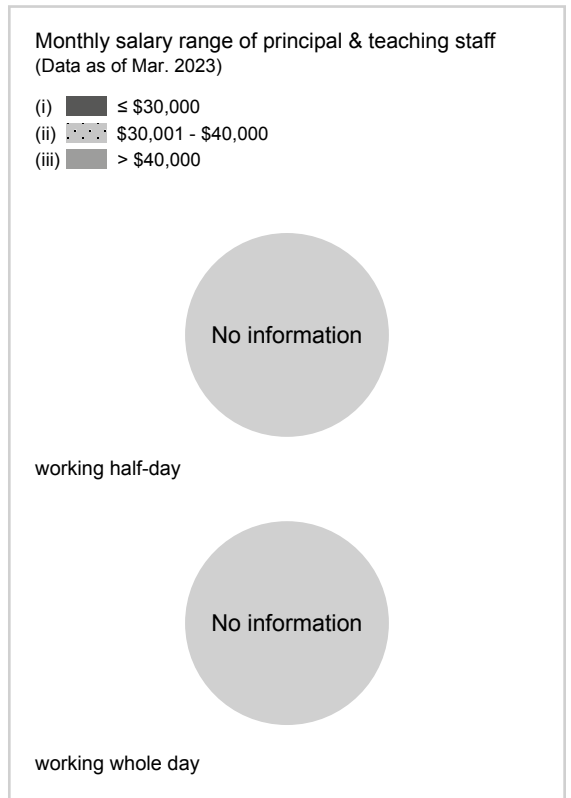 Monthly salary range of principal & teaching staff
(Data as of Mar. 2023)
(i) ≤ $30,000
(ii) $30,001 - $40,000
(iii) > $40,000
No information
working half-day
No information
working whole day